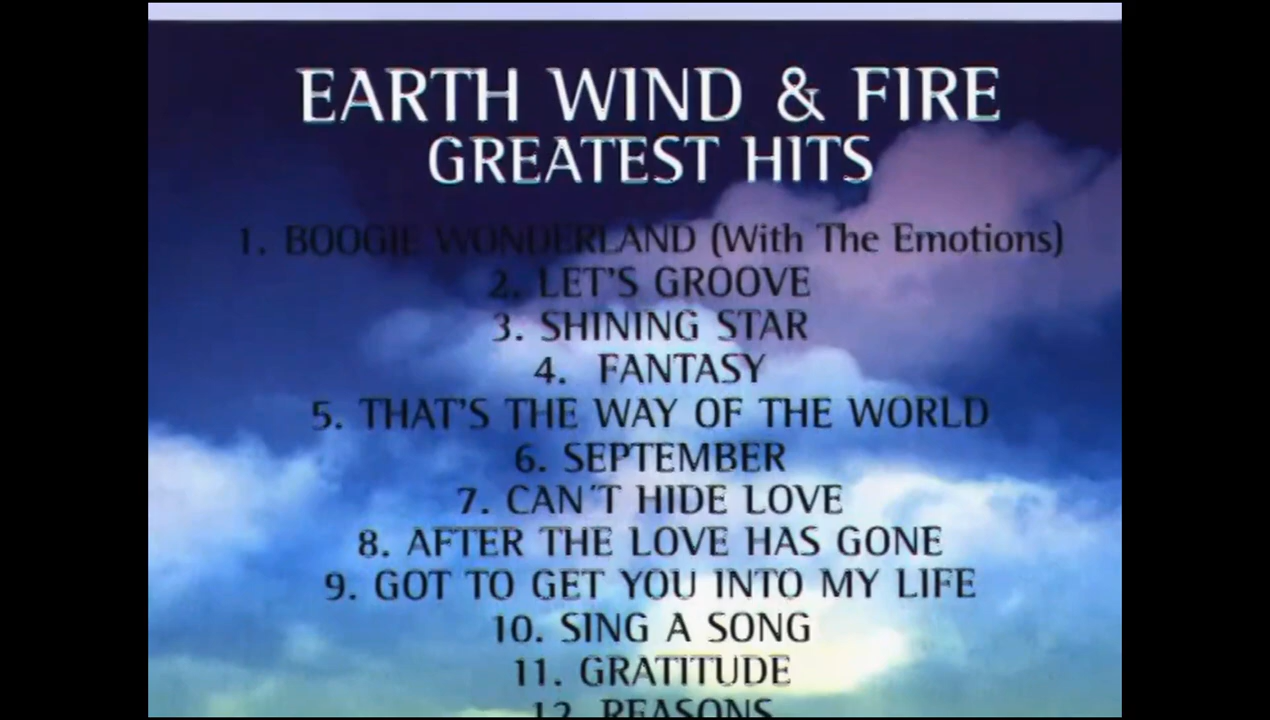 EARTH WIND & FIRE
GREATEST HITS
1. BOOGIE WONDERLAND (With The Emotions)
2. LET'S GROOVE
3. SHINING STAR
4. FANTASY
5. THAT'S THE WAY OF THE WORLD
6. SEPTEMBER
7. CAN´T HIDE LOVE
8. AFTER THE LOVE HAS GONE
9. GOT TO GET YOU INTO MY LIFE
10. SING A SONG
11. GRATITUDE
12. REASONS